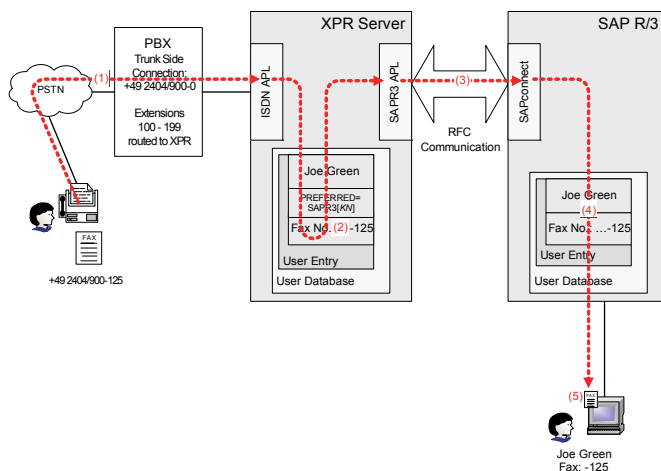 XPR Server
SAP R/3
PBX
Trunk Side
Connection:
+49 2404/900-0
Extensions
100 - 199
routed to XPR
PSTN
(1)
FAX
+49 2404/900-125
ISDN APL
Joe Green
PREFERRED=
SAPR3[KN]
Fax No. (2) -125
User Entry
User Database
SAPR3 APL
(3)
RFC
Communication
SAPconnect
Joe Green
(4)
Fax No.: ...-125
User Entry
User Database
(5)
FAX
Joe Green
Fax: -125